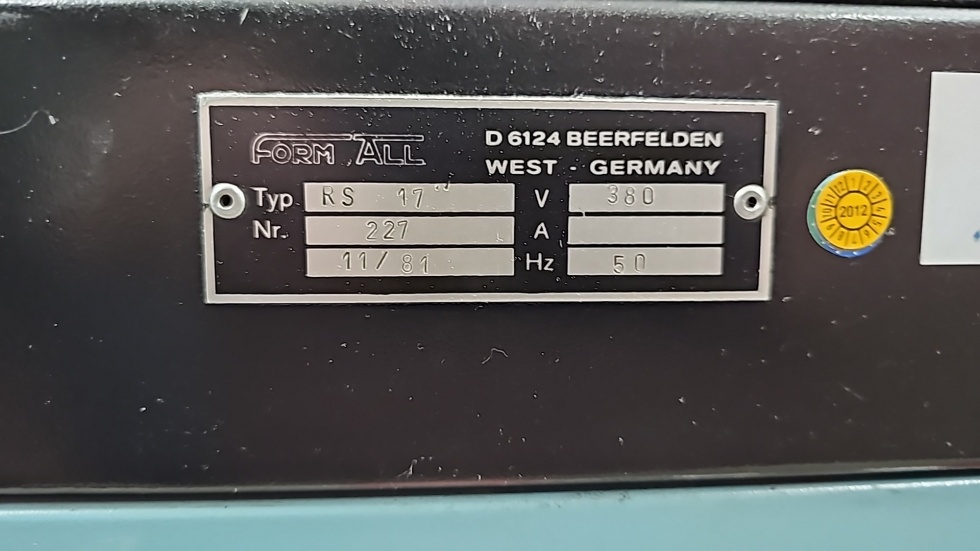 FORM ALL
D 6124 BEERFELDEN
WEST - GERMANY
Typ RS 17" V 380
Nr. 227 A
11/81 Hz 50
2012